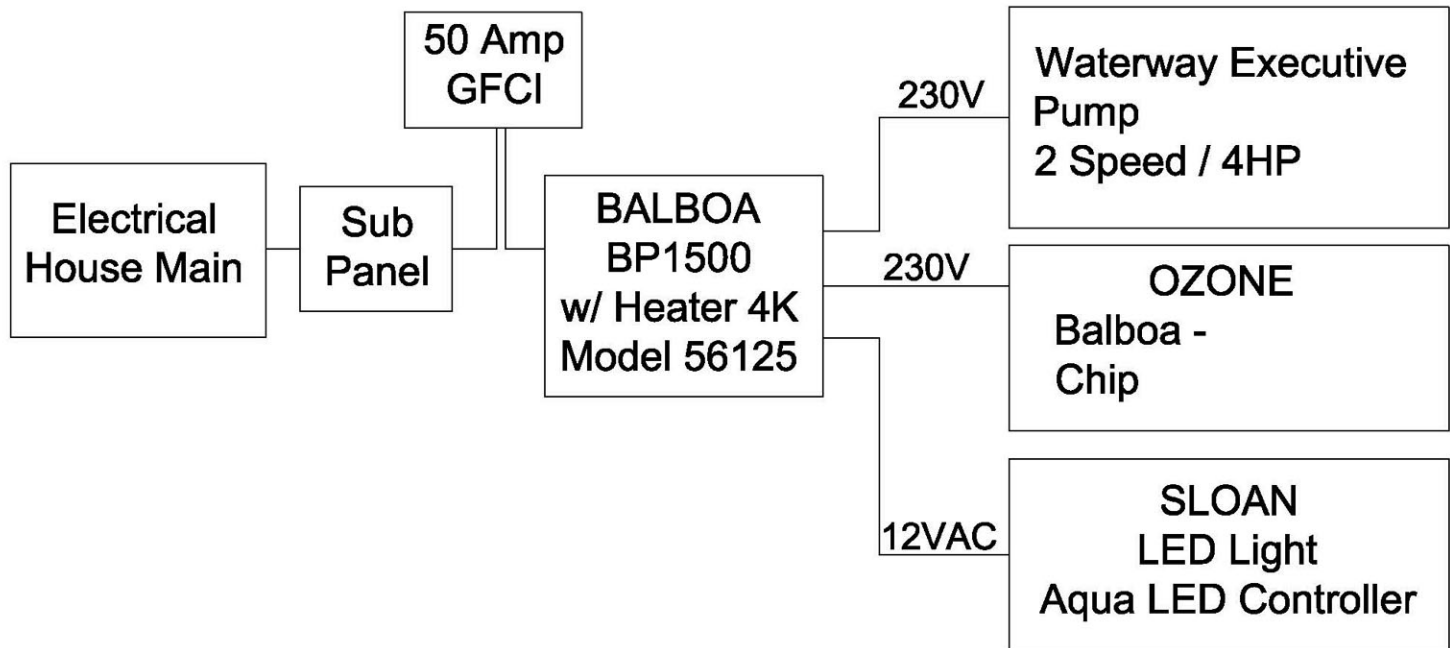 50 Amp
GFCI
Electrical
House Main
Sub
Panel
BALBOA
BP1500
w/ Heater 4K
Model 56125
230V
Waterway Executive
Pump
2 Speed / 4HP
230V
OZONE
Balboa -
Chip
12VAC
SLOAN
LED Light
Aqua LED Controller